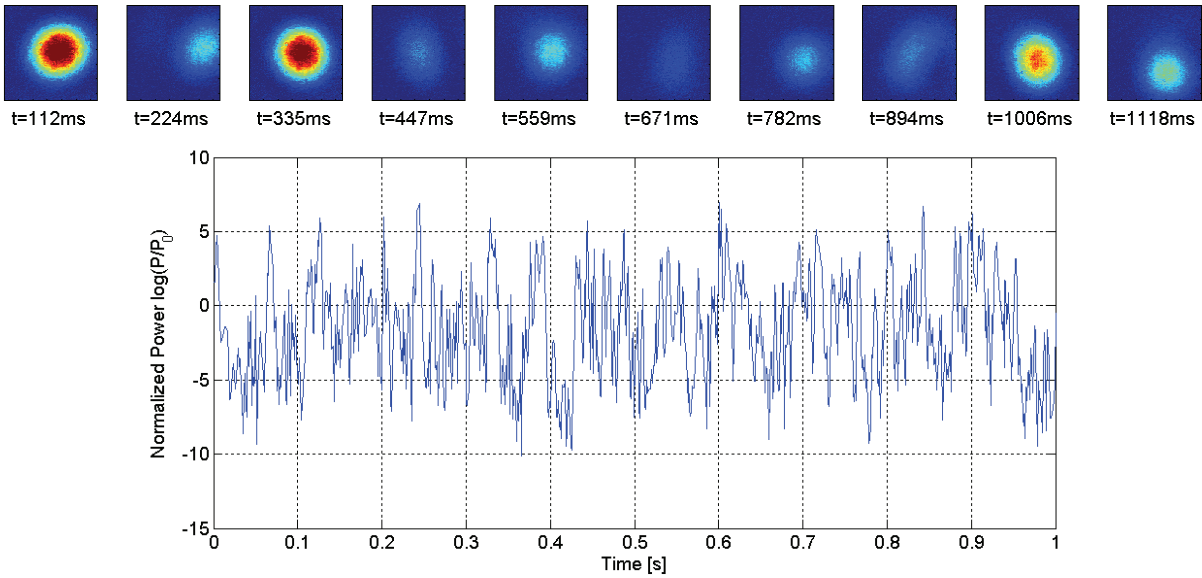 t=112ms t=224ms t=335ms t=447ms t=559ms t=671ms t=782ms t=894ms t=1006ms t=1118ms
10
5
0
-5
-10
-15
Normalized Power log(P/P0)
0 0.1 0.2 0.3 0.4 0.5 0.6 0.7 0.8 0.9 1
Time [s]